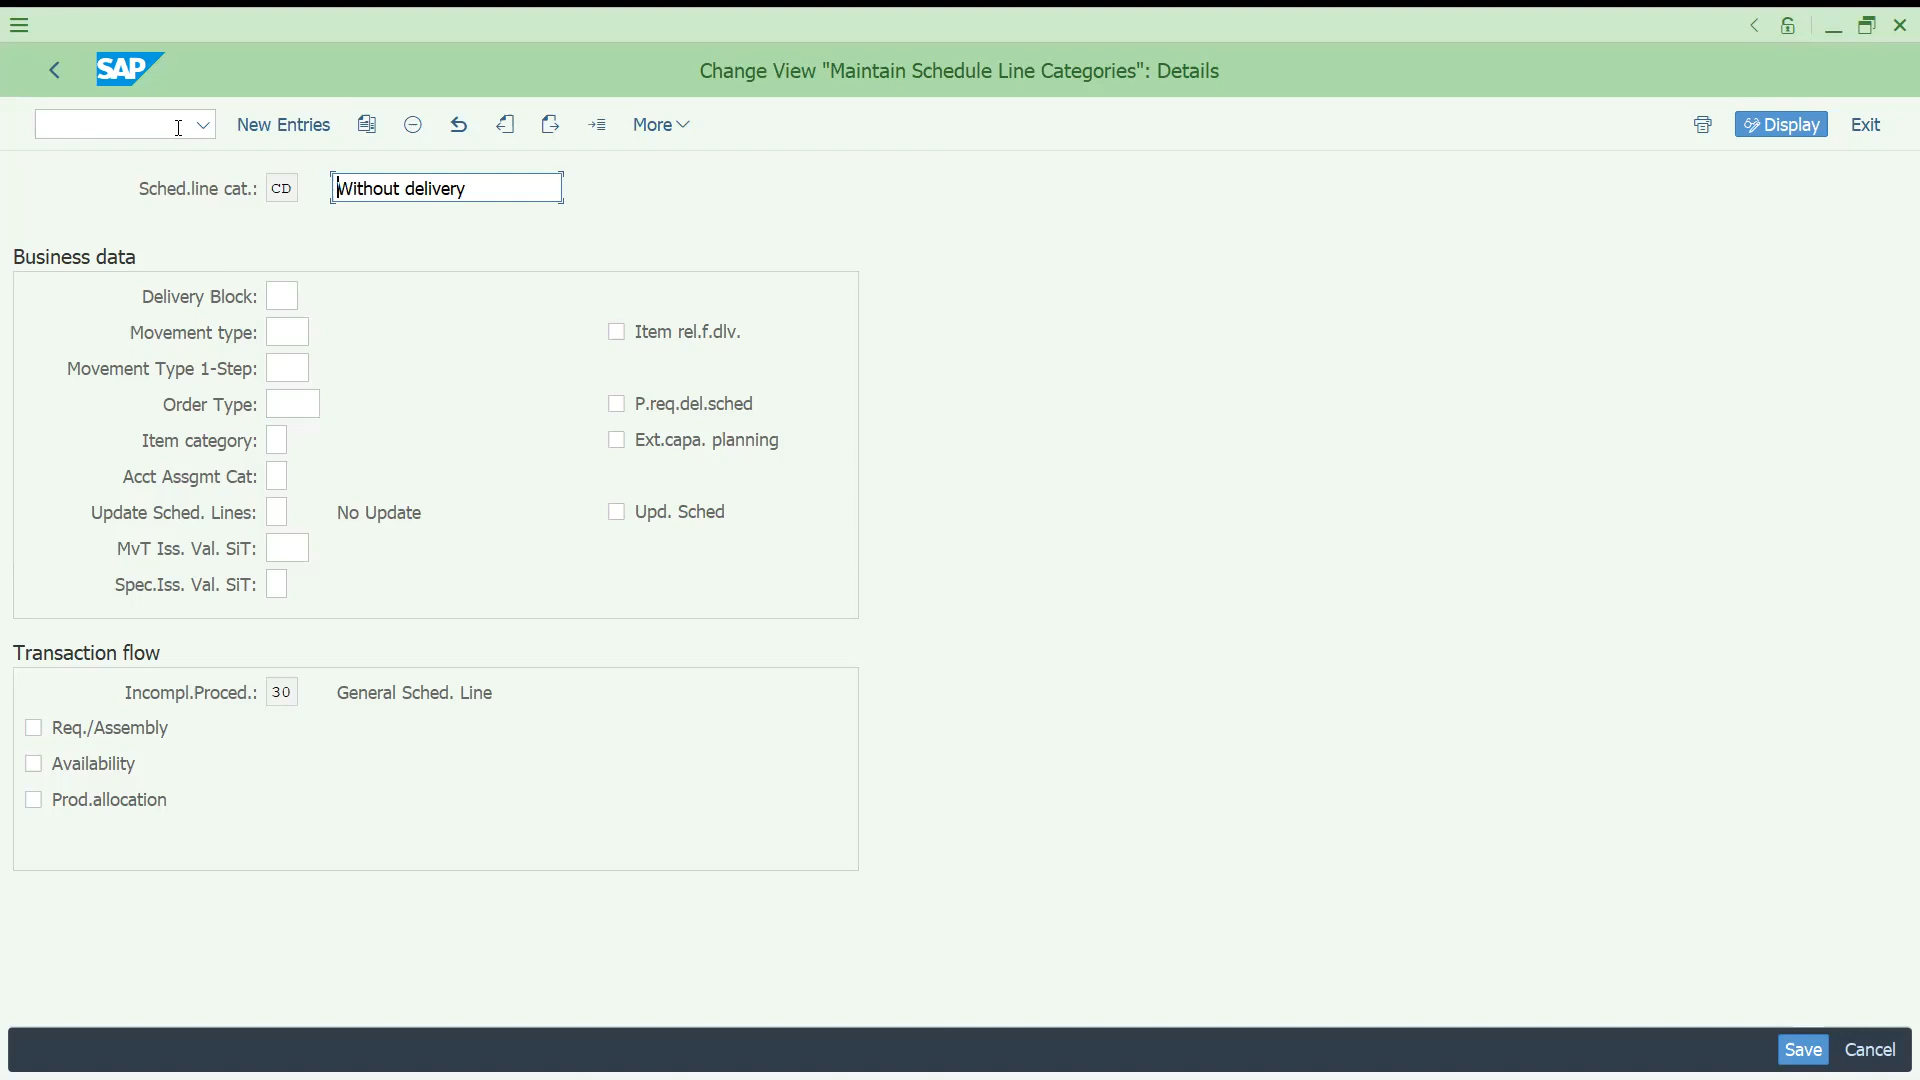 SAP
Change View "Maintain Schedule Line Categories": Details
New Entries
More
Display
Exit
Sched.line cat.: CD Without delivery
Business data
Delivery Block:
Movement type:
Item rel.f.dlv.
Movement Type 1-Step:
Order Type:
P.req.del.sched
Item category:
Ext.capa. planning
Acct Assgmt Cat:
Update Sched. Lines: No Update
Upd. Sched
MvT Iss. Val. SiT:
Spec.Iss. Val. SiT:
Transaction flow
Incompl.Proced.: 30 General Sched. Line
Req./Assembly
Availability
Prod.allocation
Save
Cancel